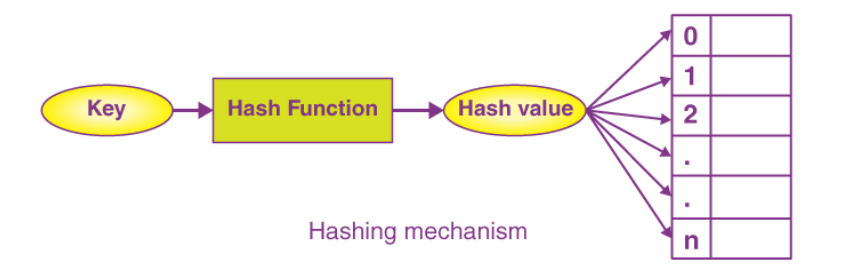 Key
Hash Function
Hash value
0
1
2
.
.
n
Hashing mechanism